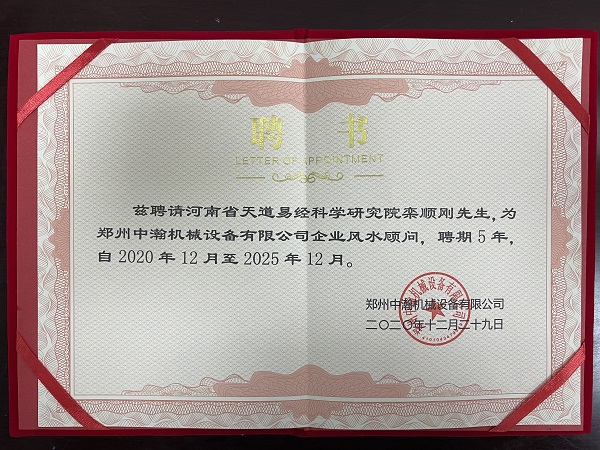 聘书
LETTER OF APPOINTMENT
兹聘请河南省天道易经科学研究院栾顺刚先生，为
郑州中瀚机械设备有限公司企业风水顾问，聘期5年，
自2020年12月至2025年12月。
郑州中瀚机械设备有限公司
二〇二〇年十二月二十九日